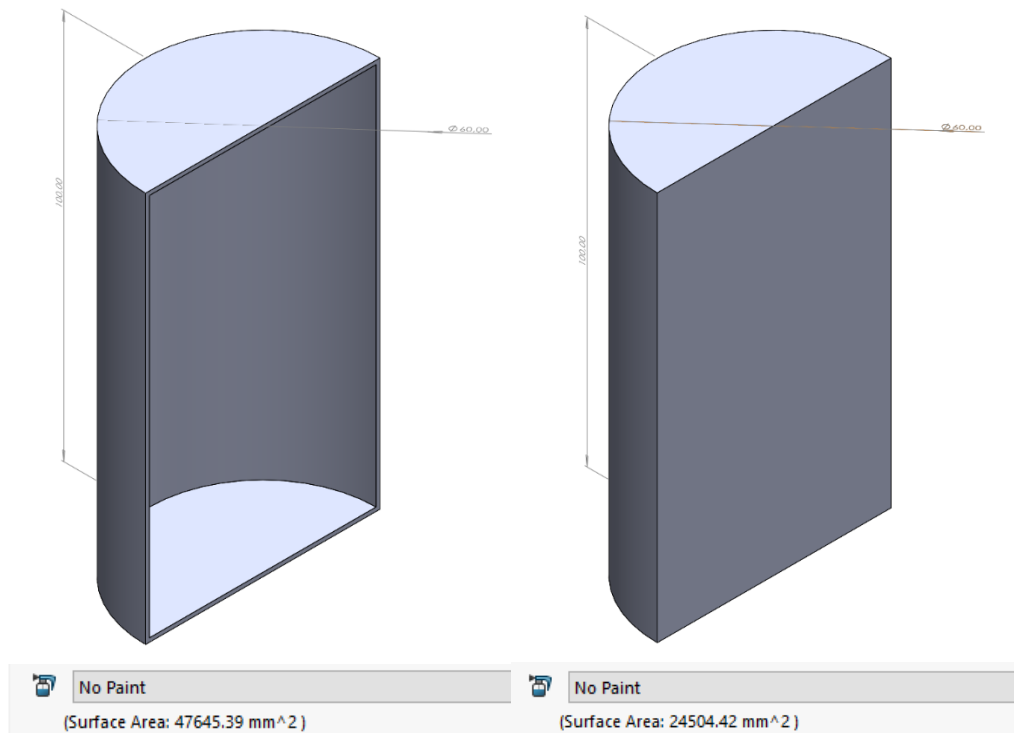 100.00
Ø 60.00
100.00
Ø 60.00
No Paint
No Paint
(Surface Area: 47645.39 mm^2 )
(Surface Area: 24504.42 mm^2 )